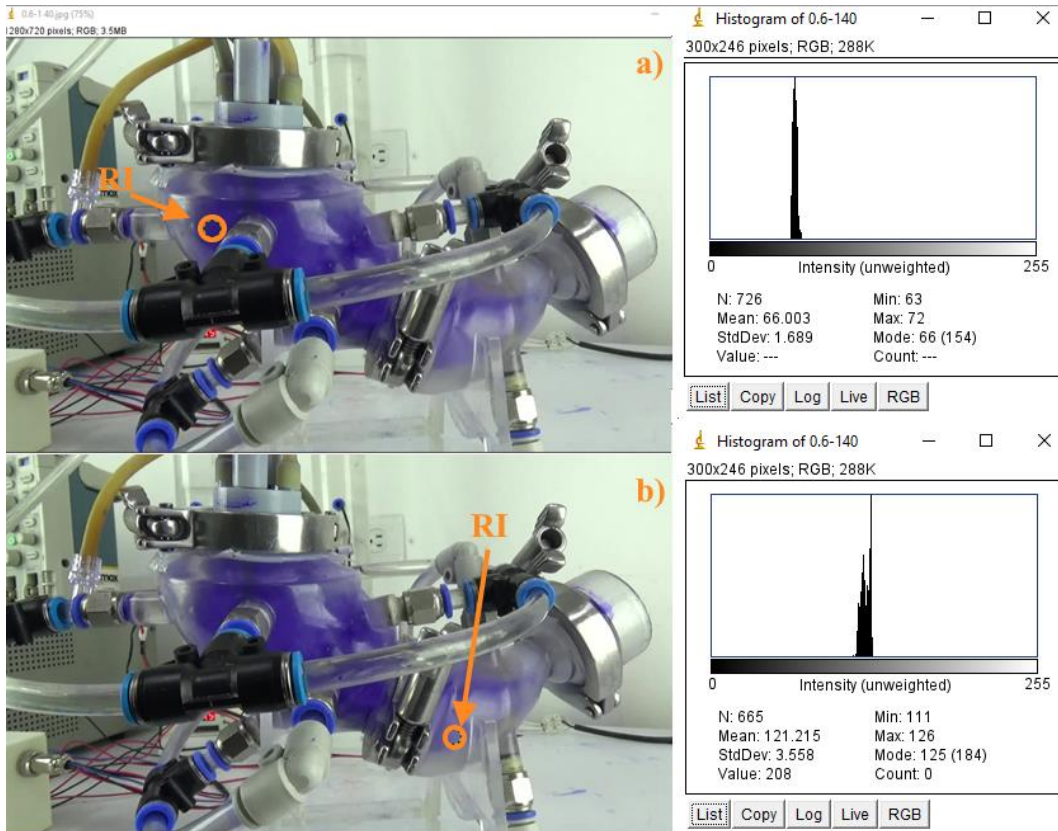 0.6-140.jpg (75%)
1280x720 pixels; RGB; 3.5MB
a)
RI
Histogram of 0.6-140
300x246 pixels; RGB; 288K
0 255
Intensity (unweighted)
N: 726 Min: 63
Mean: 66.003 Max: 72
StdDev: 1.689 Mode: 66 (154)
Value: --- Count: ---
List Copy Log Live RGB
b)
RI
Histogram of 0.6-140
300x246 pixels; RGB; 288K
0 255
Intensity (unweighted)
N: 665 Min: 111
Mean: 121.215 Max: 126
StdDev: 3.558 Mode: 125 (184)
Value: 208 Count: 0
List Copy Log Live RGB